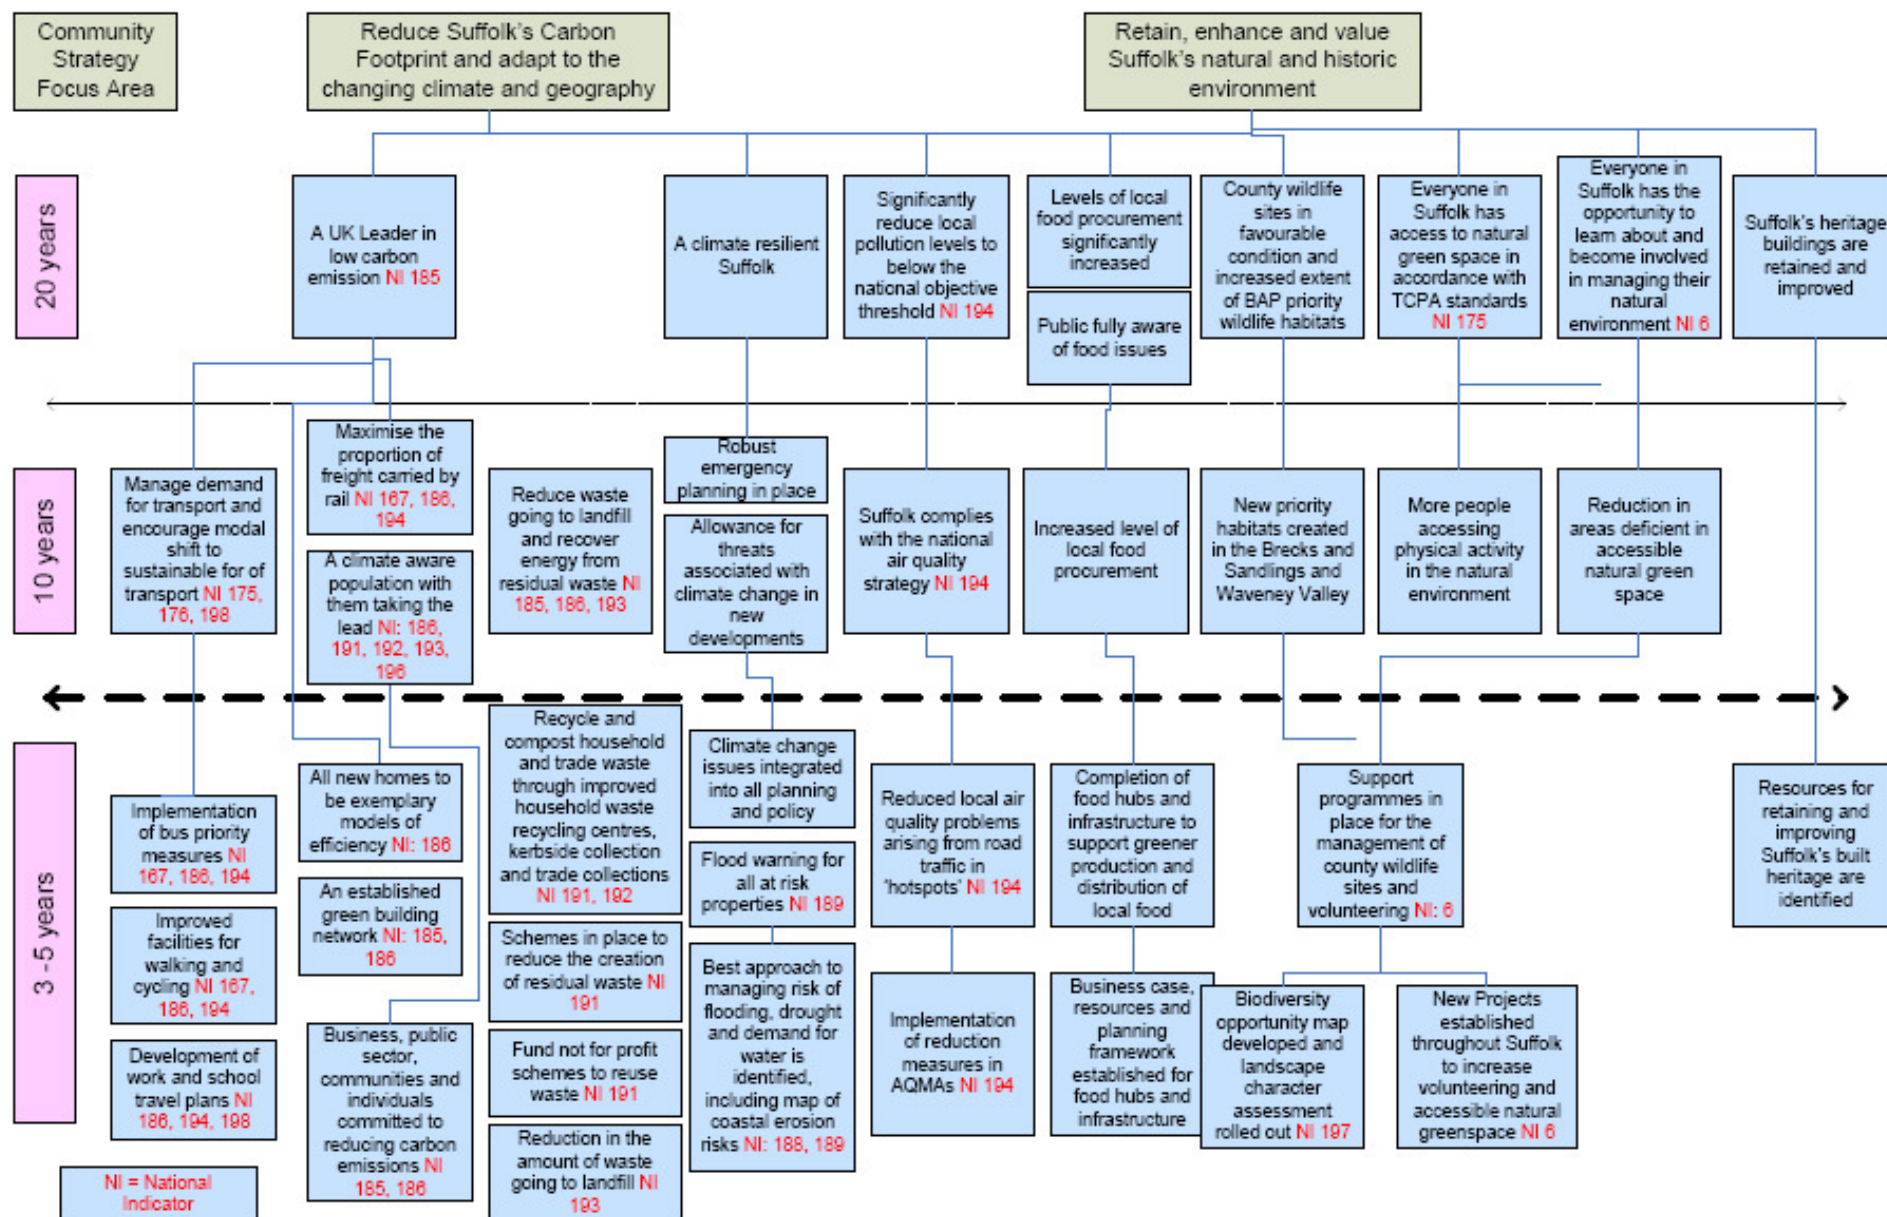 Community
Strategy
Focus Area
Reduce Suffolk's Carbon
Footprint and adapt to the
changing climate and geography
Retain, enhance and value
Suffolk's natural and historic
environment
20 years
A UK Leader in
low carbon
emission NI 185
A climate resilient
Suffolk
Significantly
reduce local
pollution levels to
below the
national objective
threshold NI 194
Levels of local
food procurement
significantly
increased
Public fully aware
of food issues
County wildlife
sites in
favourable
condition and
increased extent
of BAP priority
wildlife habitats
Everyone in
Suffolk has
access to natural
green space in
accordance with
TCPA standards
NI 175
Everyone in
Suffolk has the
opportunity to
learn about and
become involved
in managing their
natural
environment NI 6
Suffolk's heritage
buildings are
retained and
improved
10 years
Manage demand
for transport and
encourage modal
shift to
sustainable for of
transport NI 175,
176, 198
Maximise the
proportion of
freight carried by
rail NI 167, 186,
194
A climate aware
population with
them taking the
lead NI: 186,
191, 192, 193,
196
Reduce waste
going to landfill
and recover
energy from
residual waste NI
185, 186, 193
Robust
emergency
planning in place
Allowance for
threats
associated with
climate change in
new
developments
Suffolk complies
with the national
air quality
strategy NI 194
Increased level of
local food
procurement
New priority
habitats created
in the Brecks and
Sandlings and
Waveney Valley
More people
accessing
physical activity
in the natural
environment
Reduction in
areas deficient in
accessible
natural green
space
3 -5 years
Implementation
of bus priority
measures NI
167, 186, 194
Improved
facilities for
walking and
cycling NI 167,
186, 194
Development of
work and school
travel plans NI
186, 194, 198
All new homes to
be exemplary
models of
efficiency NI: 186
An established
green building
network NI: 185,
186
Business, public
sector,
communities and
individuals
committed to
reducing carbon
emissions NI
185, 186
Recycle and
compost household
and trade waste
through improved
household waste
recycling centres,
kerbside collection
and trade collections
NI 191, 192
Schemes in place to
reduce the creation
of residual waste NI
191
Fund not for profit
schemes to reuse
waste NI 191
Reduction in the
amount of waste
going to landfill NI
193
Climate change
issues integrated
into all planning
and policy
Flood warning for
all at risk
properties NI 189
Best approach to
managing risk of
flooding, drought
and demand for
water is
identified,
including map of
coastal erosion
risks NI: 188, 189
Reduced local air
quality problems
arising from road
traffic in
'hotspots' NI 194
Implementation
of reduction
measures in
AQMAs NI 194
Completion of
food hubs and
infrastructure to
support greener
production and
distribution of
local food
Business case,
resources and
planning
framework
established for
food hubs and
infrastructure
Support
programmes in
place for the
management of
county wildlife
sites and
volunteering NI: 6
Biodiversity
opportunity map
developed and
landscape
character
assessment
rolled out NI 197
New Projects
established
throughout Suffolk
to increase
volunteering and
accessible natural
greenspace NI 6
Resources for
retaining and
improving
Suffolk's built
heritage are
identified
NI = National
Indicator